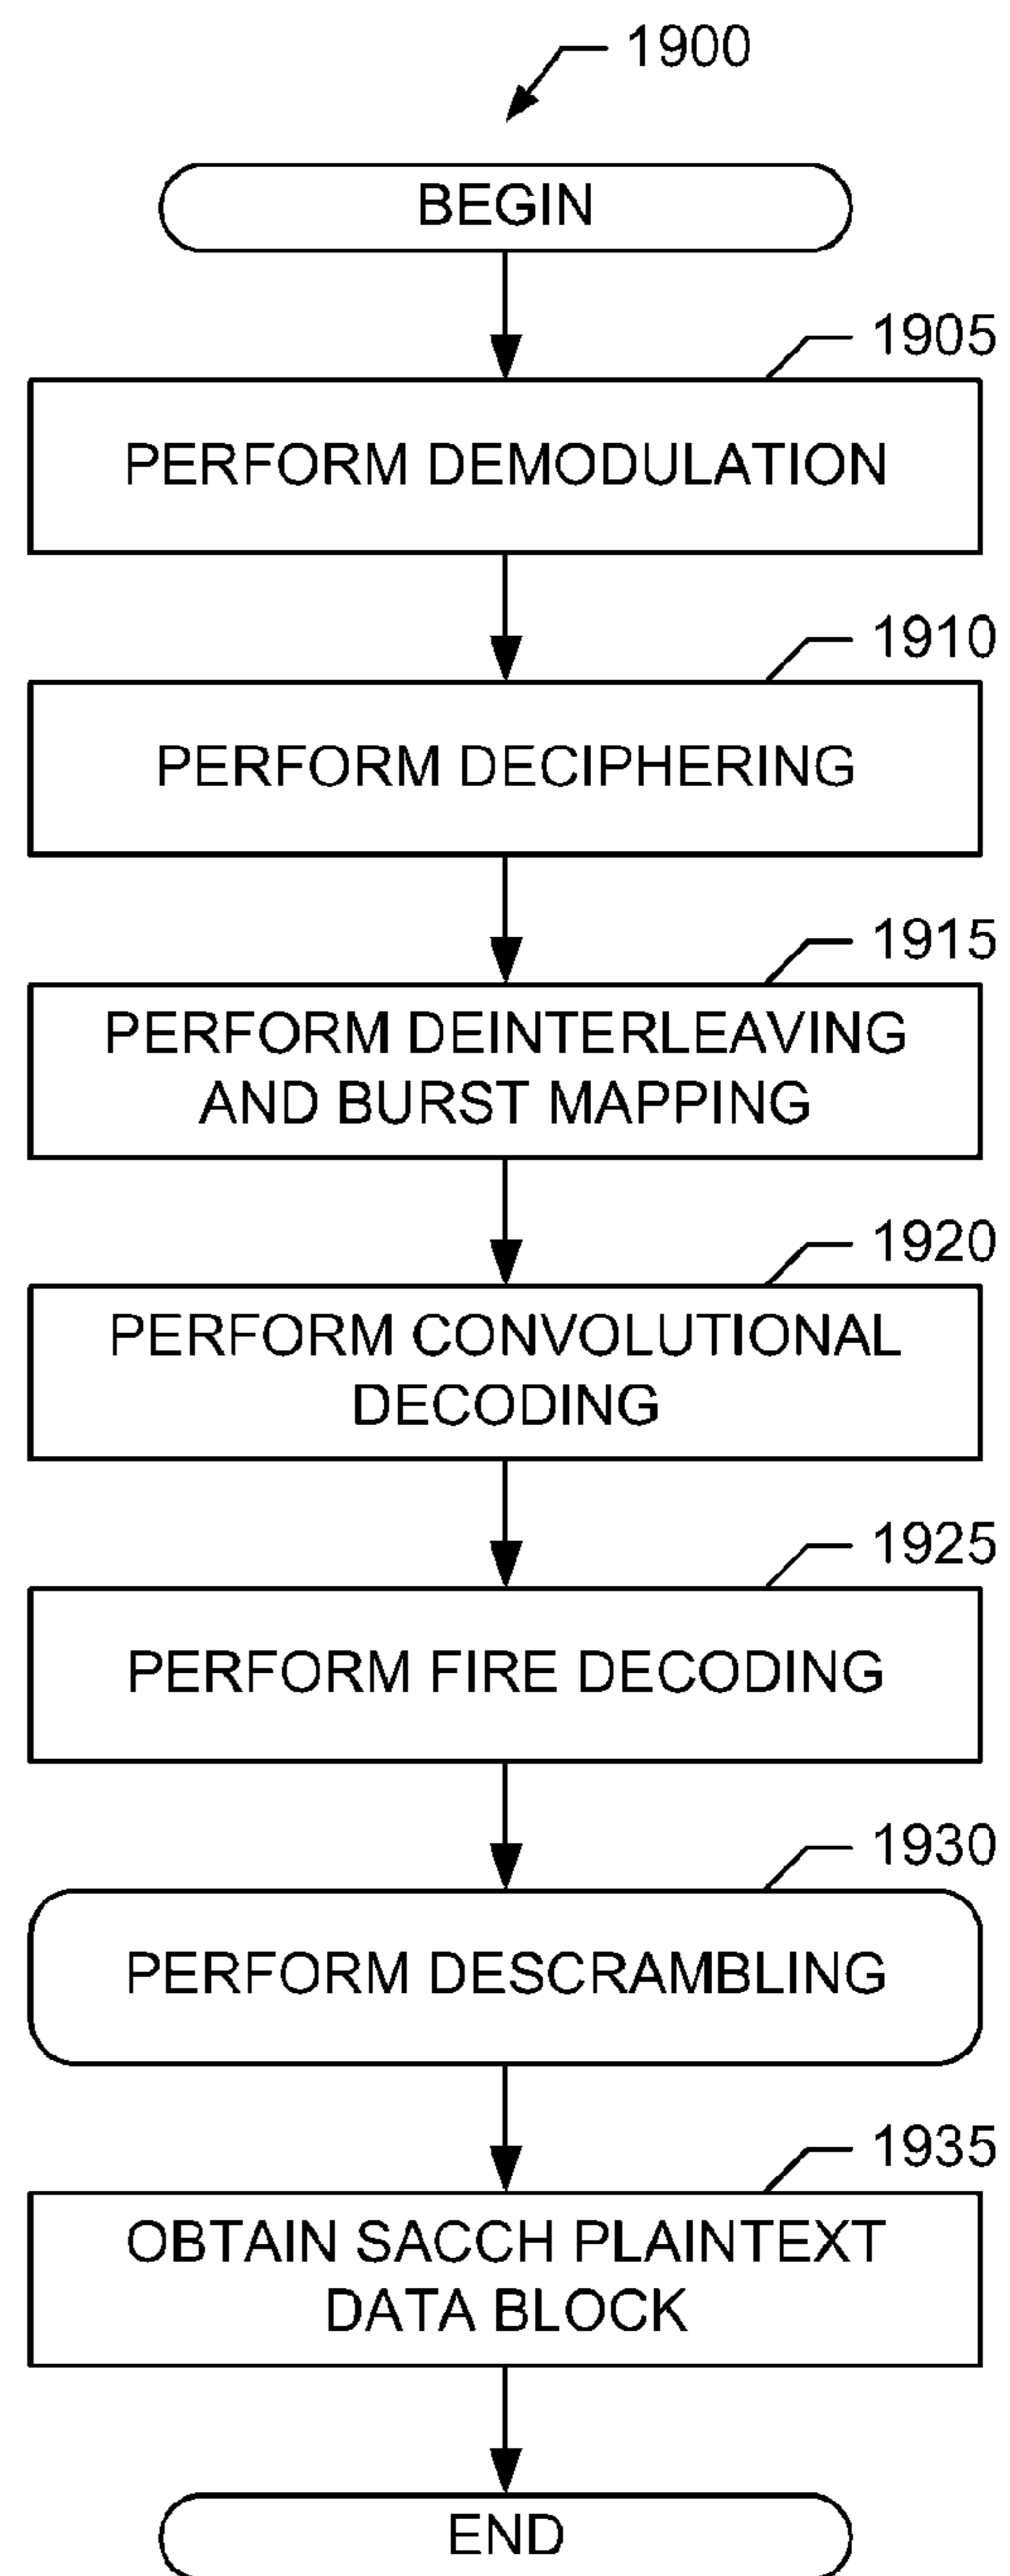 1900
BEGIN
1905
PERFORM DEMODULATION
1910
PERFORM DECIPHERING
1915
PERFORM DEINTERLEAVING
AND BURST MAPPING
1920
PERFORM CONVOLUTIONAL
DECODING
1925
PERFORM FIRE DECODING
1930
PERFORM DESCRAMBLING
1935
OBTAIN SACCH PLAINTEXT
DATA BLOCK
END